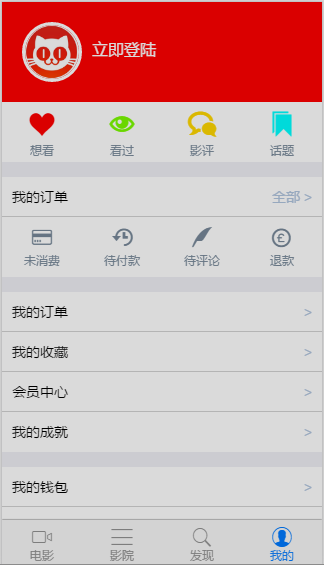 立即登陆
想看 看过 影评 话题
我的订单 全部 >
未消费 待付款 待评论 退款
我的订单 >
我的收藏 >
会员中心 >
我的成就 >
我的钱包 >
电影 影院 发现 我的